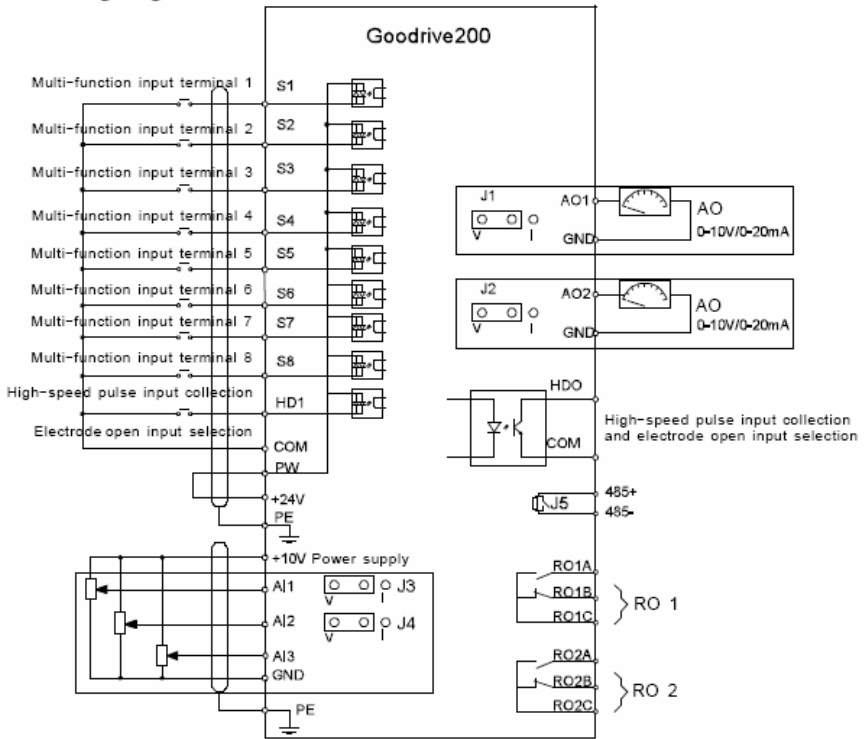 Goodrive200
Multi-function input terminal 1
S1
Multi-function input terminal 2
S2
Multi-function input terminal 3
S3
Multi-function input terminal 4
S4
Multi-function input terminal 5
S5
Multi-function input terminal 6
S6
Multi-function input terminal 7
S7
Multi-function input terminal 8
S8
High-speed pulse input collection
HD1
Electrode open input selection
COM
PW
+24V
PE
+10V Power supply
AI1
J3
V
I
AI2
J4
V
I
AI3
GND
PE
J1
V
I
AO1
GND
AO
0-10V/0-20mA
J2
V
I
AO2
GND
AO
0-10V/0-20mA
HDO
COM
High-speed pulse input collection
and electrode open input selection
J5
485+
485-
RO1A
RO1B
RO1C
RO 1
RO2A
RO2B
RO2C
RO 2